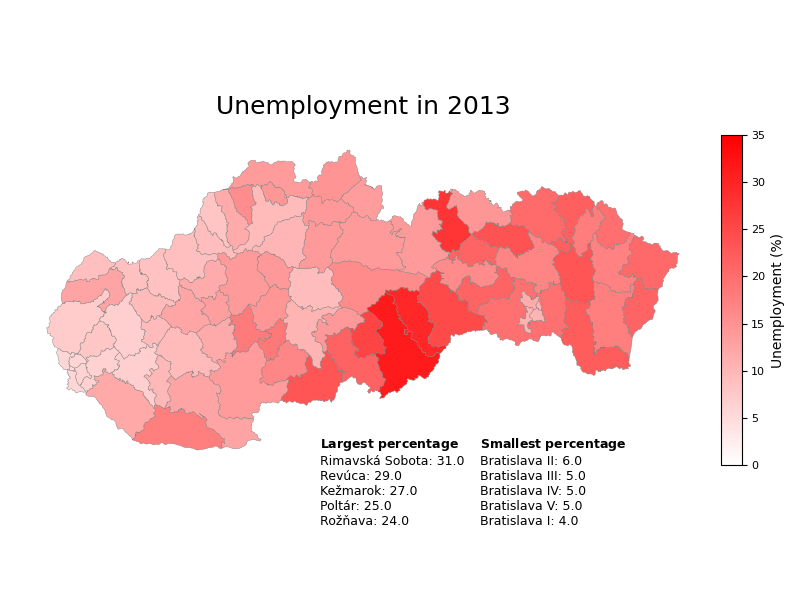 Unemployment in 2013
35
30
25
20
15
10
5
0
Unemployment (%)
Largest percentage
Rimavská Sobota: 31.0
Revúca: 29.0
Kežmarok: 27.0
Poltár: 25.0
Rožňava: 24.0
Smallest percentage
Bratislava II: 6.0
Bratislava III: 5.0
Bratislava IV: 5.0
Bratislava V: 5.0
Bratislava I: 4.0